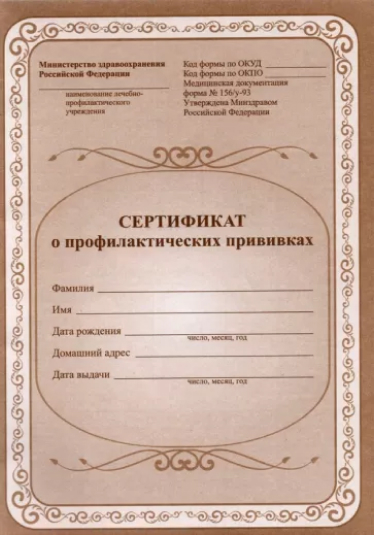 Министерство здравоохранения
Российской Федерации
наименование лечебно-
профилактического
учреждения
Код формы по ОКУД
Код формы по ОКПО
Медицинская документация
форма № 156/у-93
Утверждена Минздравом
Российской Федерации
СЕРТИФИКАТ
о профилактических прививках
Фамилия
Имя
Дата рождения
число, месяц, год
Домашний адрес
Дата выдачи
число, месяц, год